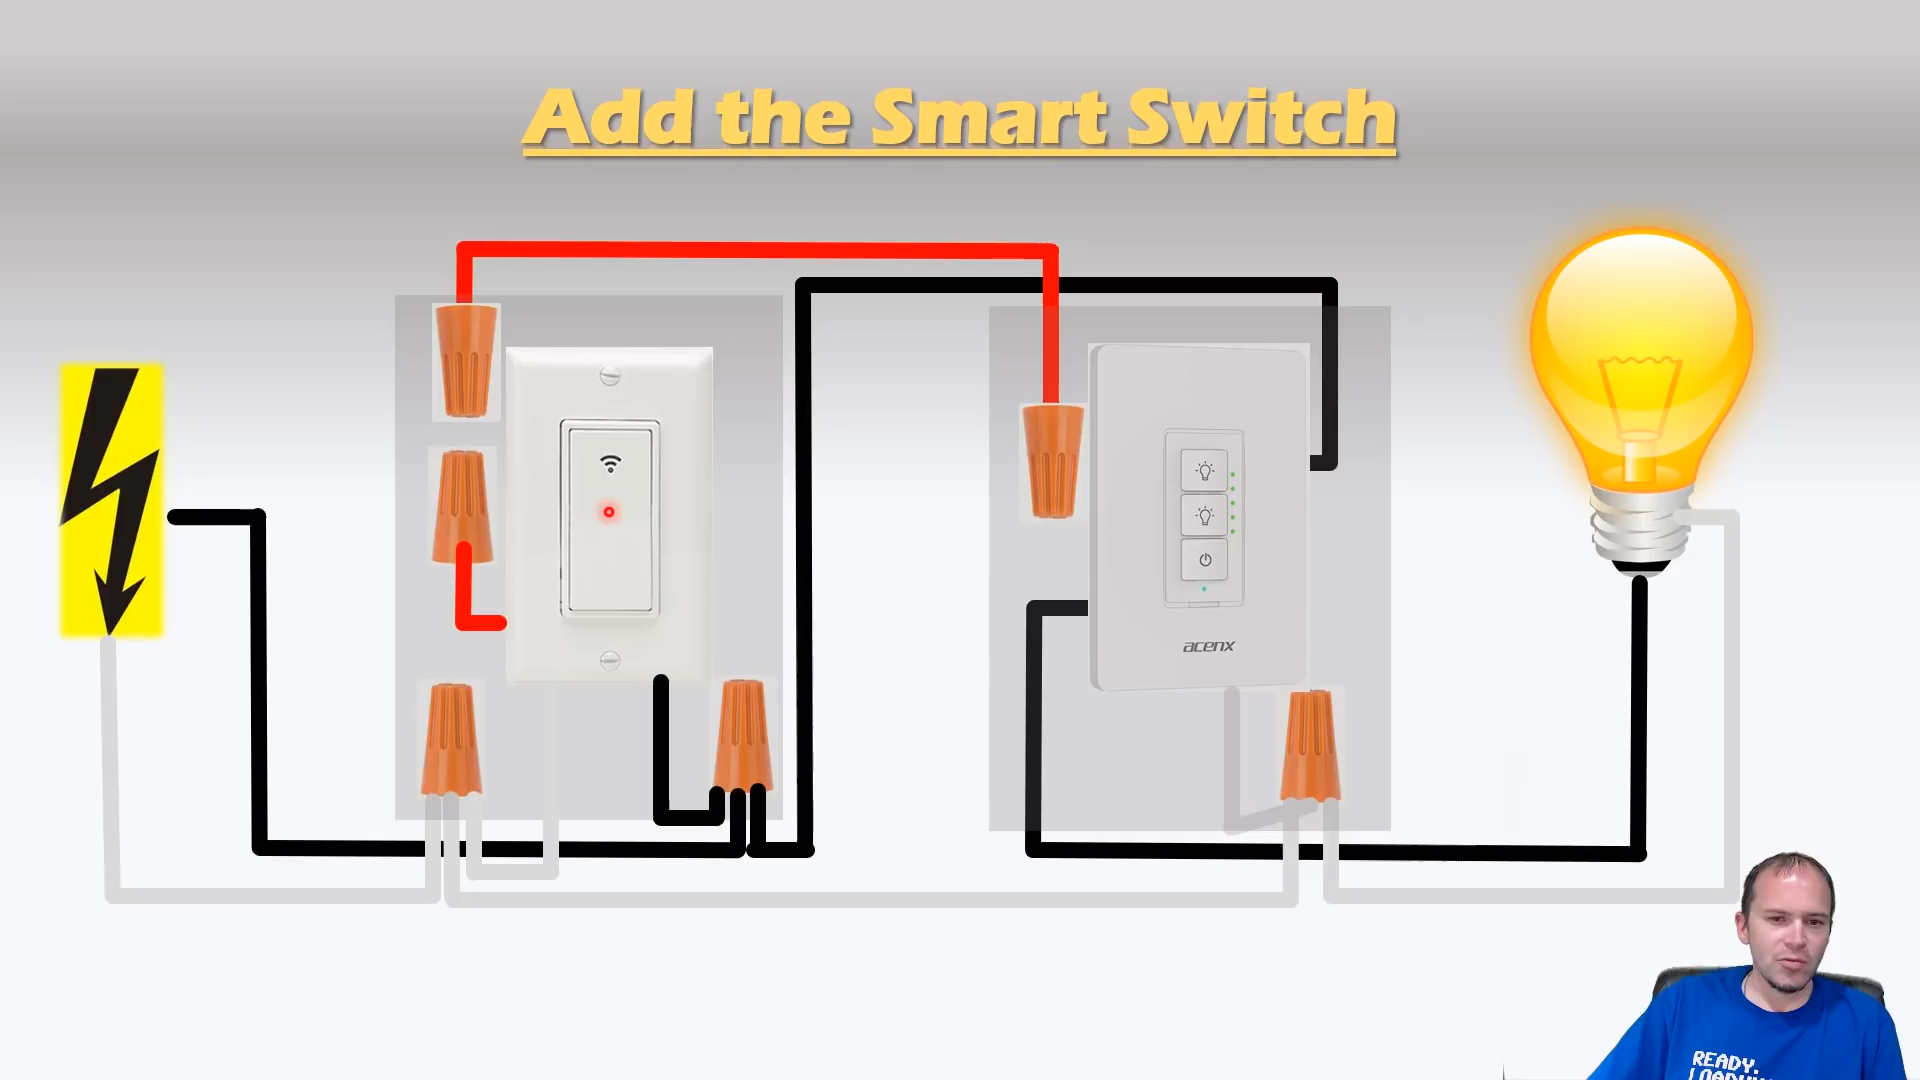 Add the Smart Switch
acenx
READY.